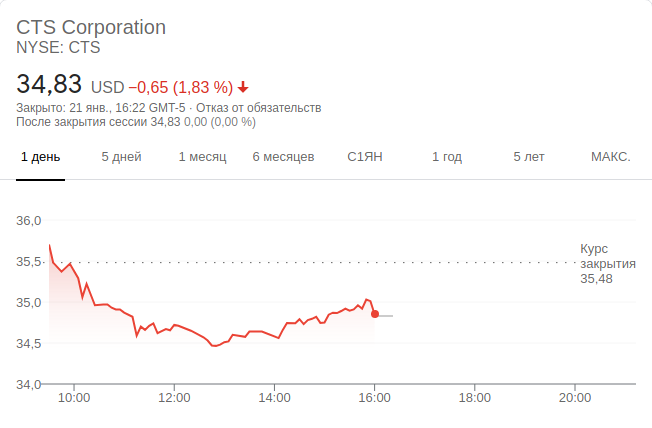 CTS Corporation
NYSE: CTS
34,83 USD −0,65 (1,83 %)
Закрыто: 21 янв., 16:22 GMT-5 · Отказ от обязательств
После закрытия сессии 34,83 0,00 (0,00 %)
1 день 5 дней 1 месяц 6 месяцев С1ЯН 1 год 5 лет МАКС.
36,0
Курс
35,5 закрытия
35,48
35,0
34,5
34,0
10:00 12:00 14:00 16:00 18:00 20:00